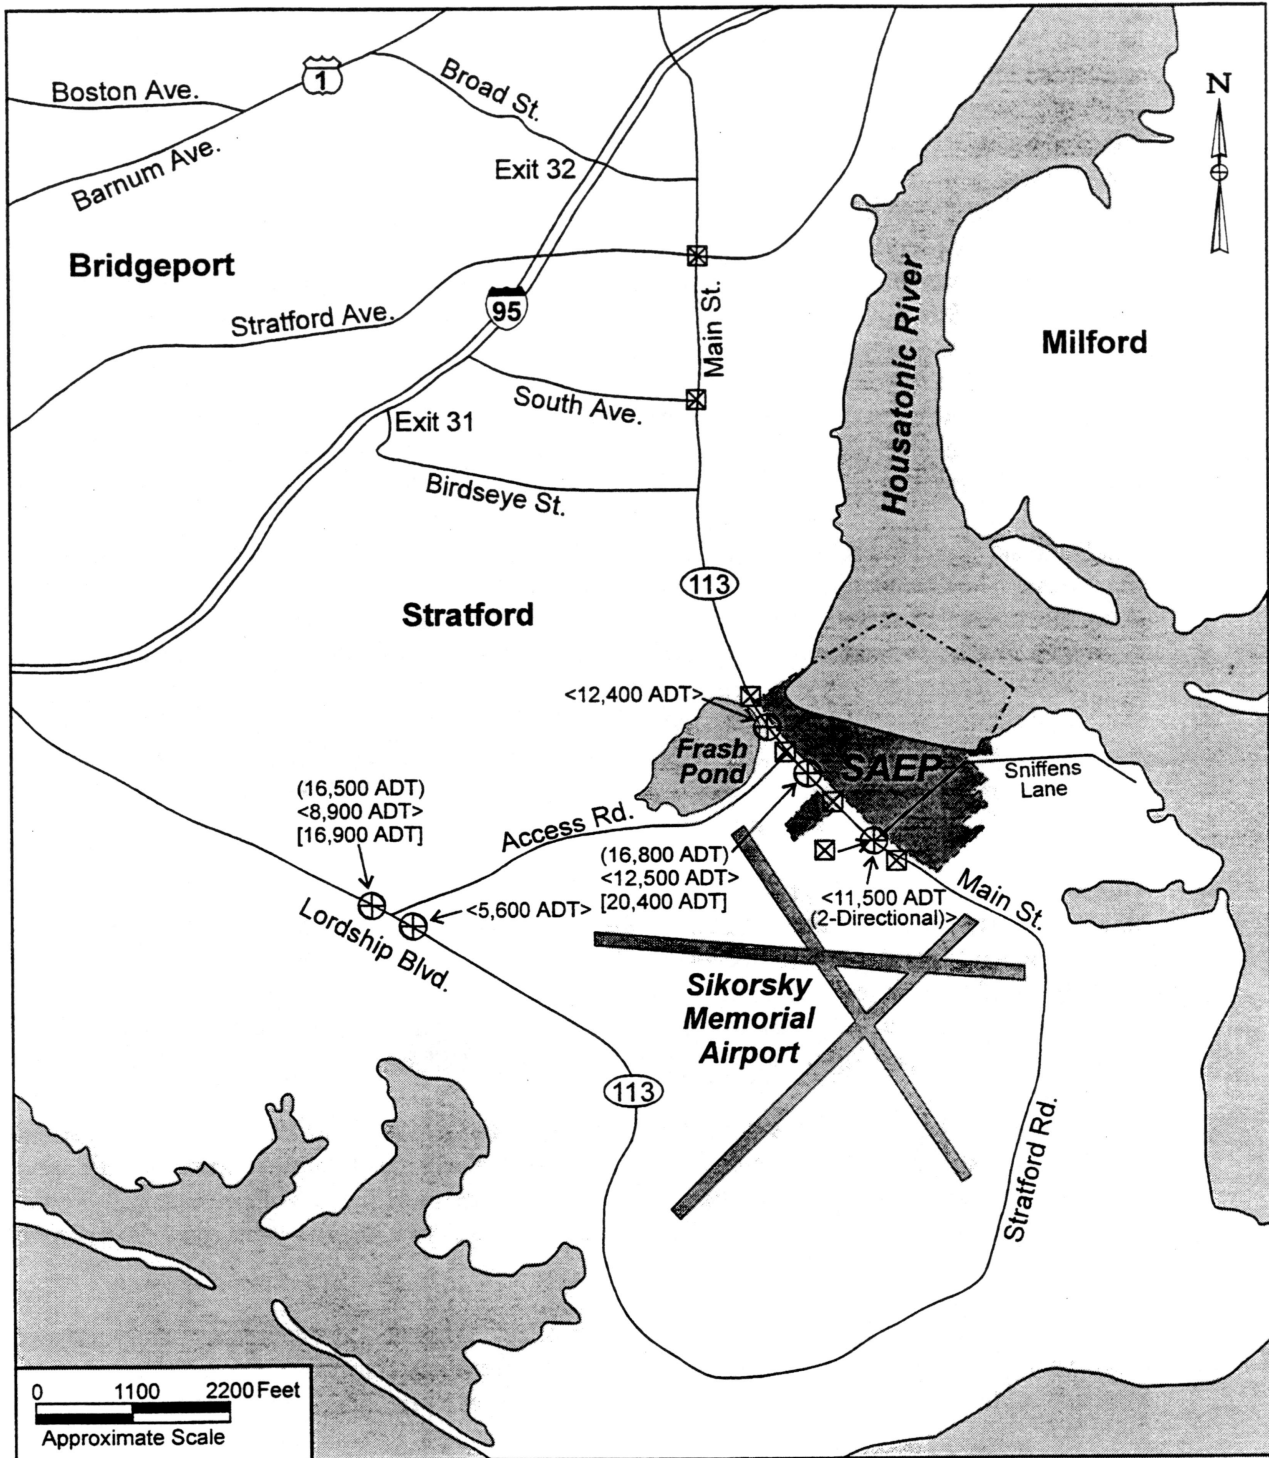 1
Boston Ave.
Broad St.
N
Barnum Ave.
Exit 32
Bridgeport
95
Stratford Ave.
Main St.
Housatonic River
Milford
South Ave.
Exit 31
Birdseye St.
113
Stratford
<12,400 ADT>
Frash
Pond
SAEP
Sniffens
Lane
(16,500 ADT)
<8,900 ADT>
[16,900 ADT]
Access Rd.
(16,800 ADT)
<12,500 ADT>
[20,400 ADT]
<11,500 ADT
(2-Directional)>
Main St.
<5,600 ADT>
Lordship Blvd.
Sikorsky
Memorial
Airport
113
Stratford Rd.
0 1100 2200 Feet
Approximate Scale